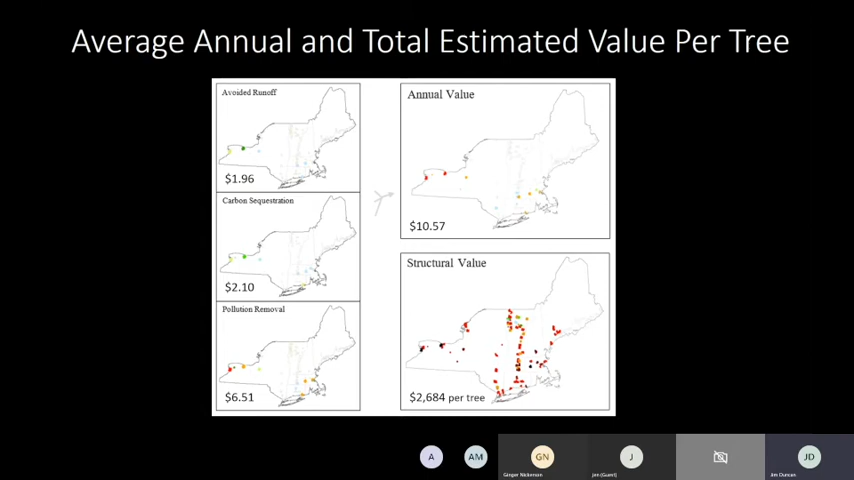 Average Annual and Total Estimated Value Per Tree
Avoided Runoff
$1.96
Carbon Sequestration
$2.10
Pollution Removal
$6.51
Annual Value
$10.57
Structural Value
$2,684 per tree
A
AM
GN
Ginger Nickerson
J
jen (Guest)
JD
Jim Duncan